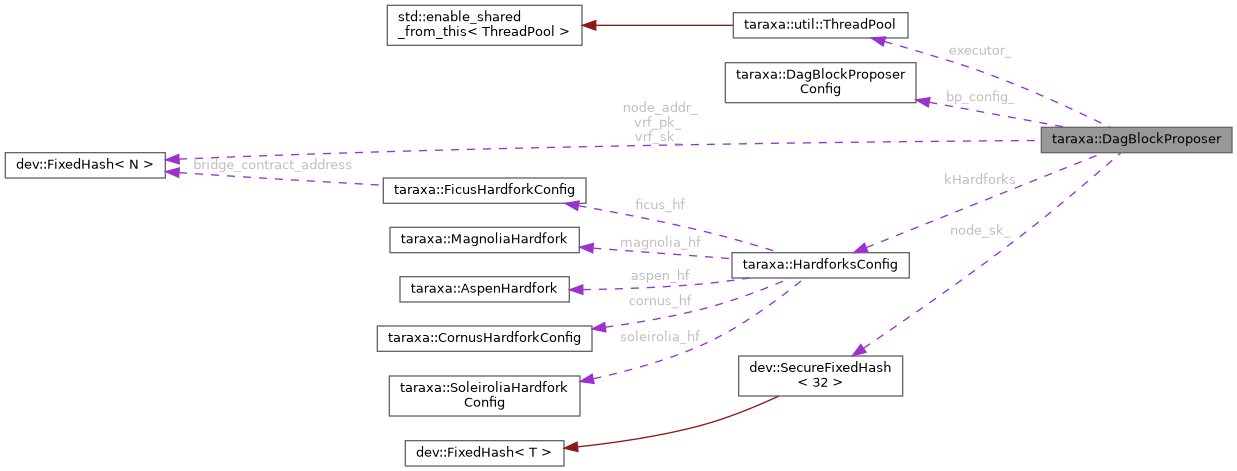 std::enable_shared
_from_this< ThreadPool >
taraxa::util::ThreadPool
executor_
taraxa::DagBlockProposer
Config
bp_config_
node_addr_
vrf_pk_
vrf_sk_
taraxa::DagBlockProposer
dev::FixedHash< N >
bridge_contract_address
taraxa::FicusHardforkConfig
kHardforks
ficus_hf
node_sk_
taraxa::MagnoliaHardfork
magnolia_hf
taraxa::HardforksConfig
aspen_hf
taraxa::AspenHardfork
cornus_hf
taraxa::CornusHardforkConfig
soleirolia_hf
dev::SecureFixedHash
< 32 >
taraxa::SoleiroliaHardfork
Config
dev::FixedHash< T >